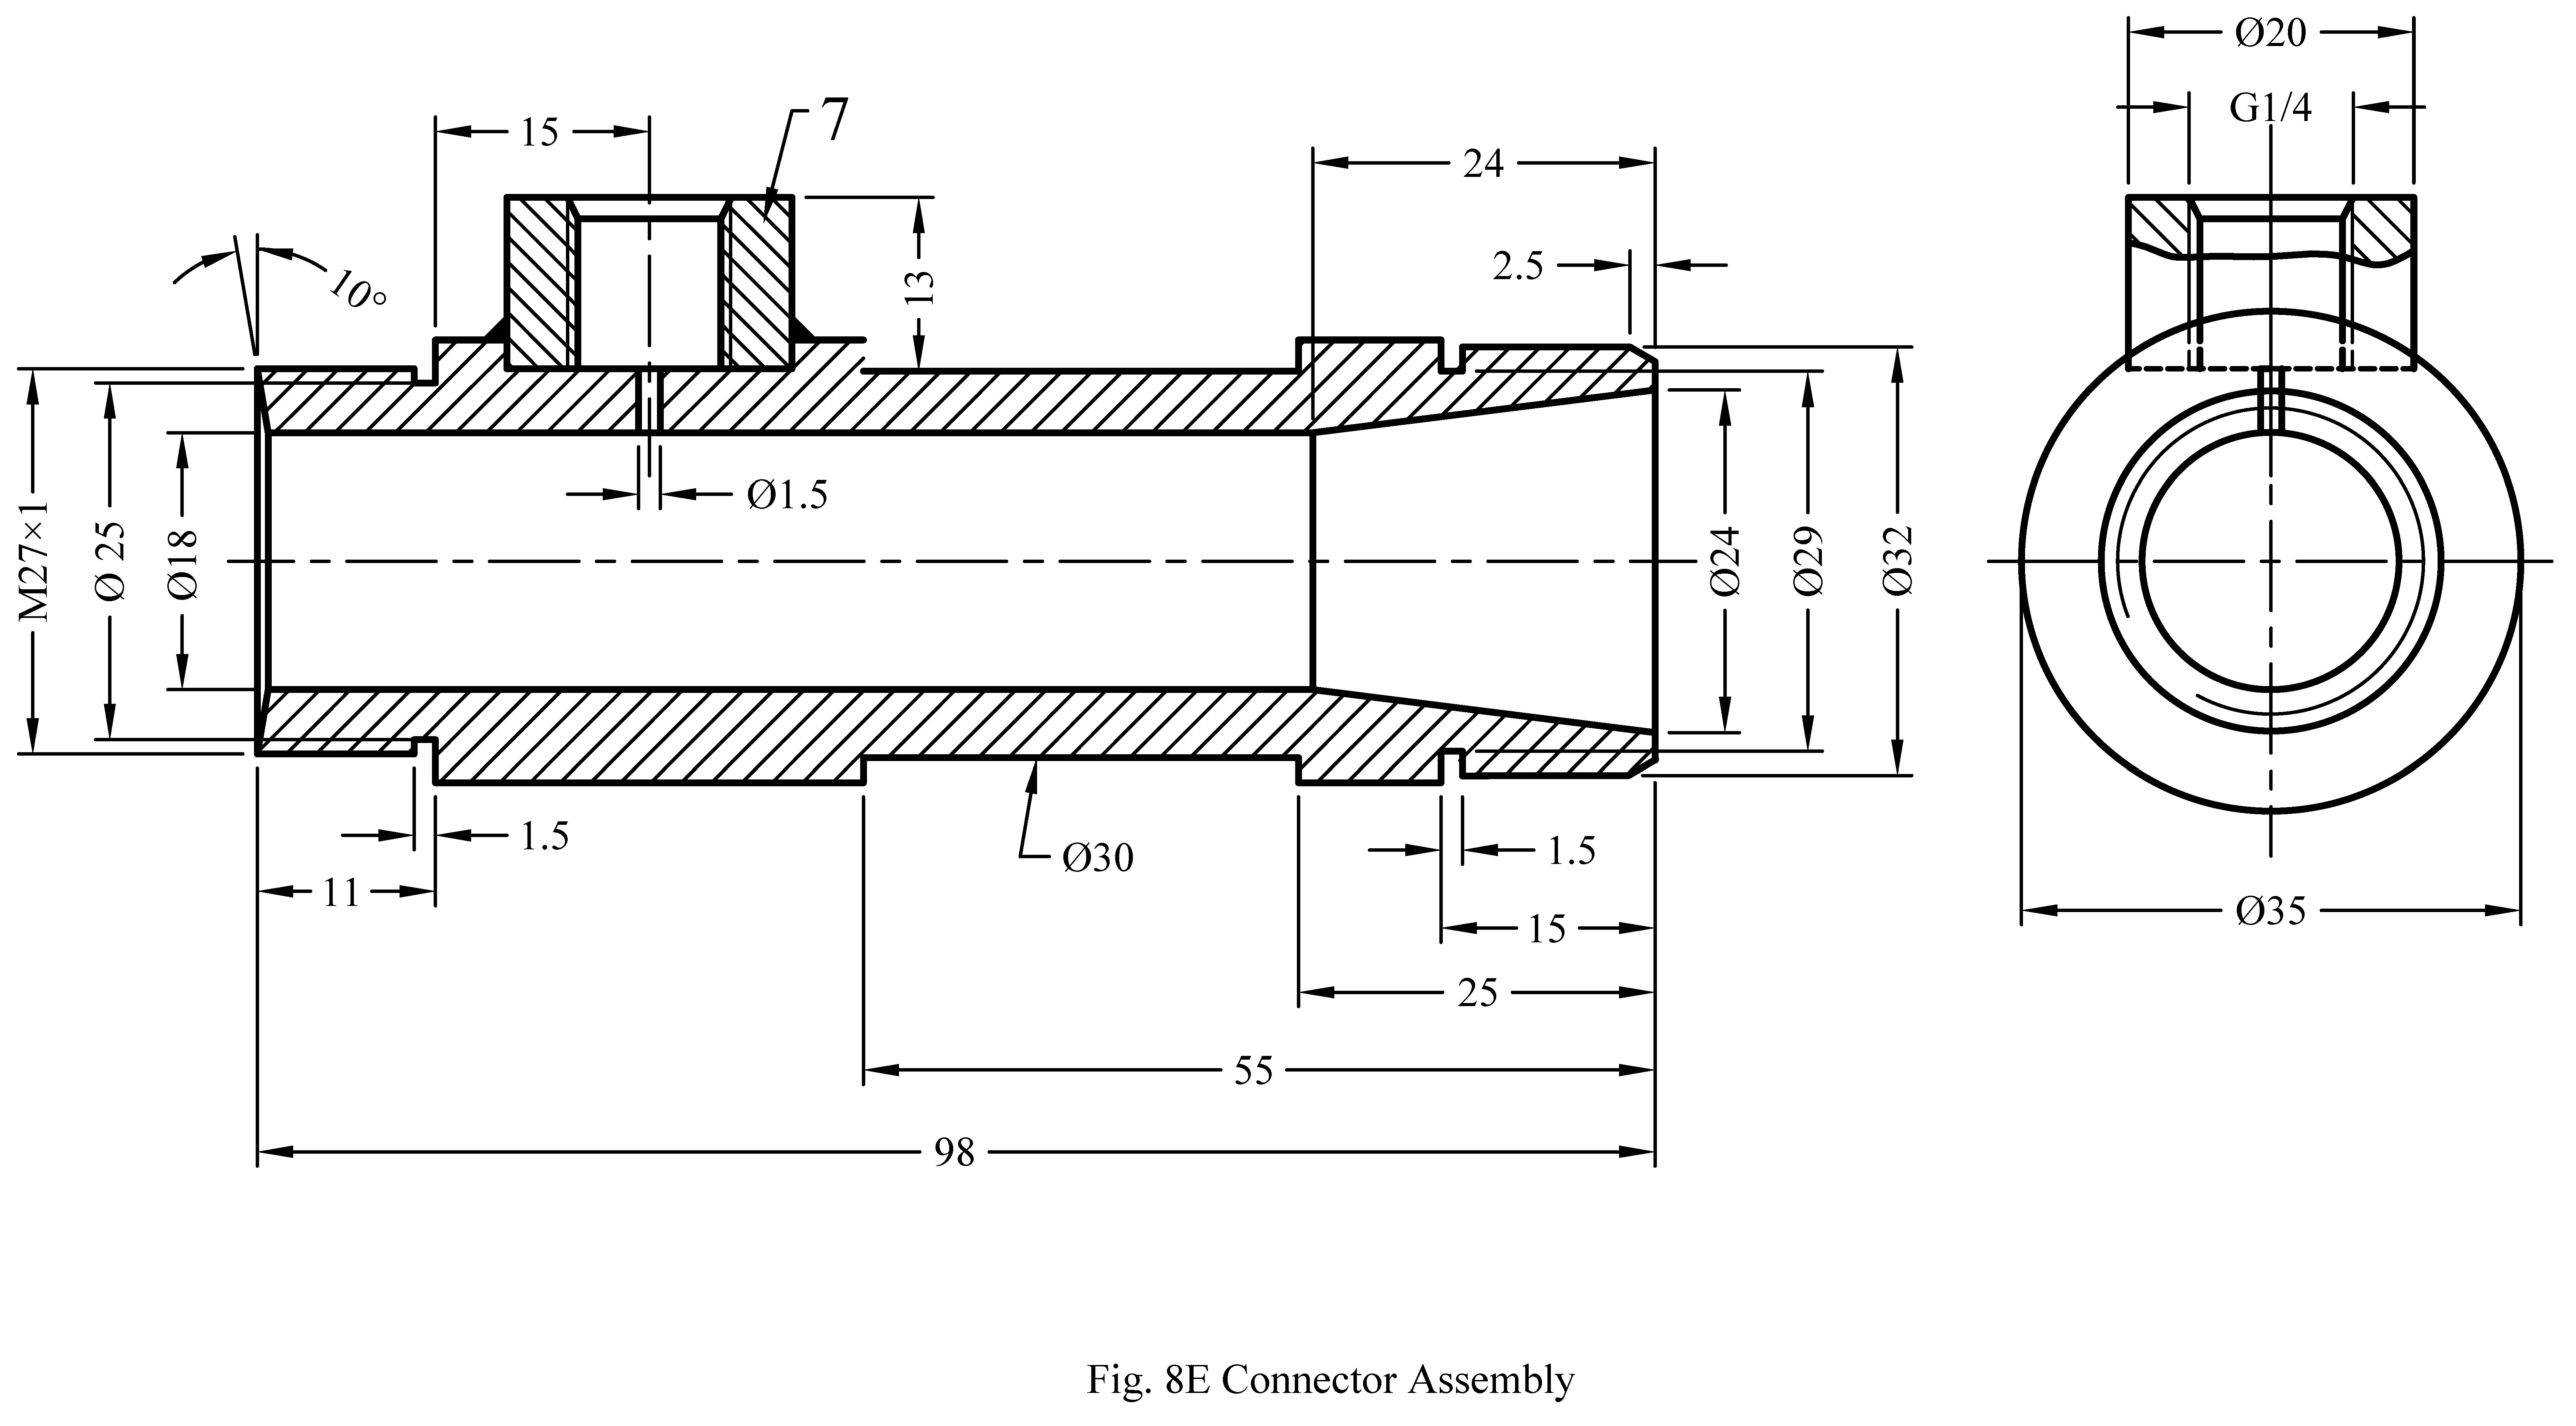 Ø20
G1/4
7
15
24
2.5
13
10°
Ø1.5
M27×1
Ø 25
Ø18
Ø24
Ø29
Ø32
1.5
Ø30
1.5
11
15
Ø35
25
55
98
Fig. 8E Connector Assembly